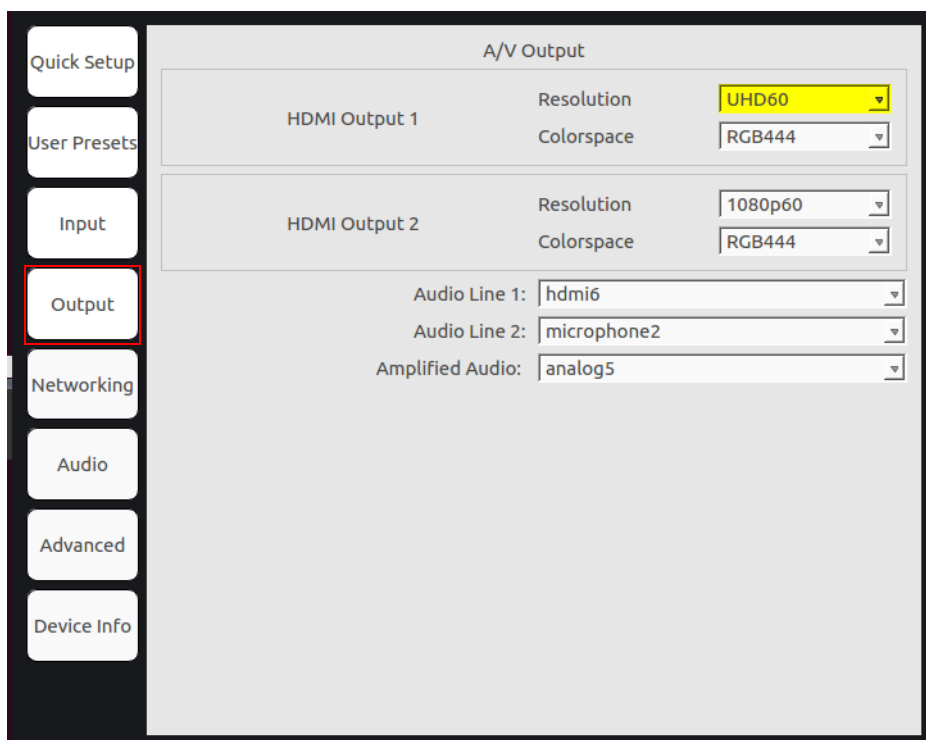 Quick Setup
User Presets
Input
Output
Networking
Audio
Advanced
Device Info
A/V Output
HDMI Output 1
Resolution UHD60
Colorspace RGB444
HDMI Output 2
Resolution 1080p60
Colorspace RGB444
Audio Line 1: hdmi6
Audio Line 2: microphone2
Amplified Audio: analog5